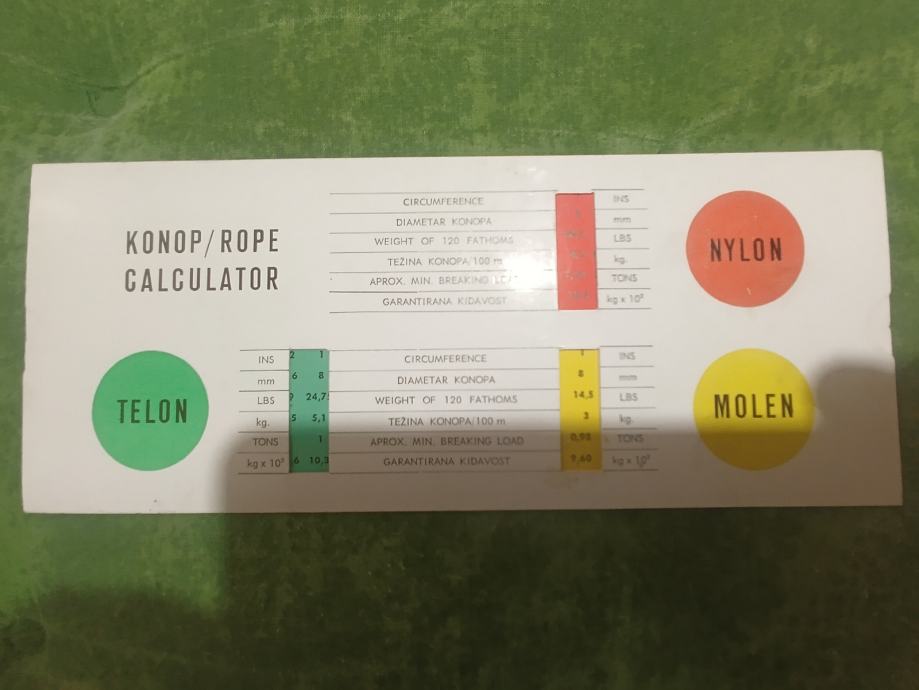 KONOP/ROPE
CALCULATOR
CIRCUMFERENCE INS
DIAMETAR KONOPA mm
WEIGHT OF 120 FATHOMS LBS
TEŽINA KONOPA/100 m kg.
APROX. MIN. BREAKING TONS
GARANTIRANA KIDAVOST kg x 10²
NYLON
TELON
INS 2 1 CIRCUMFERENCE 1 INS
mm 6 8 DIAMETAR KONOPA 8 mm
LBS 24,7 WEIGHT OF 120 FATHOMS 14,5 LBS
kg. 5 5,1 TEŽINA KONOPA/100 m 3 kg.
TONS 1 APROX. MIN. BREAKING LOAD 0,98 TONS
kg x 10² 6 10,3 GARANTIRANA KIDAVOST 9,60 kg x 10²
MOLEN